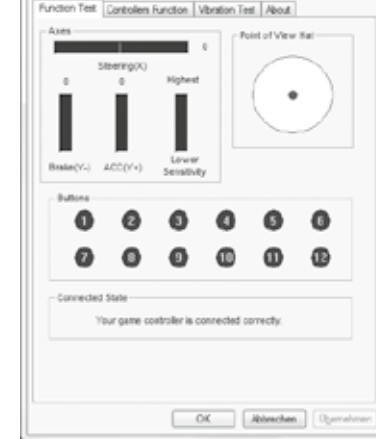 Function Test Controllers Function Vibration Test About
Axes
0
Point of View Hat
Steering(X)
0 0 Highest
Lower
Brake(Y-) ACC(Y+) Sensitivity
Buttons
1 2 3 4 5 6
7 8 9 10 11 12
Connected State
Your game controller is connected correctly.
OK Abbrechen Übernehmen